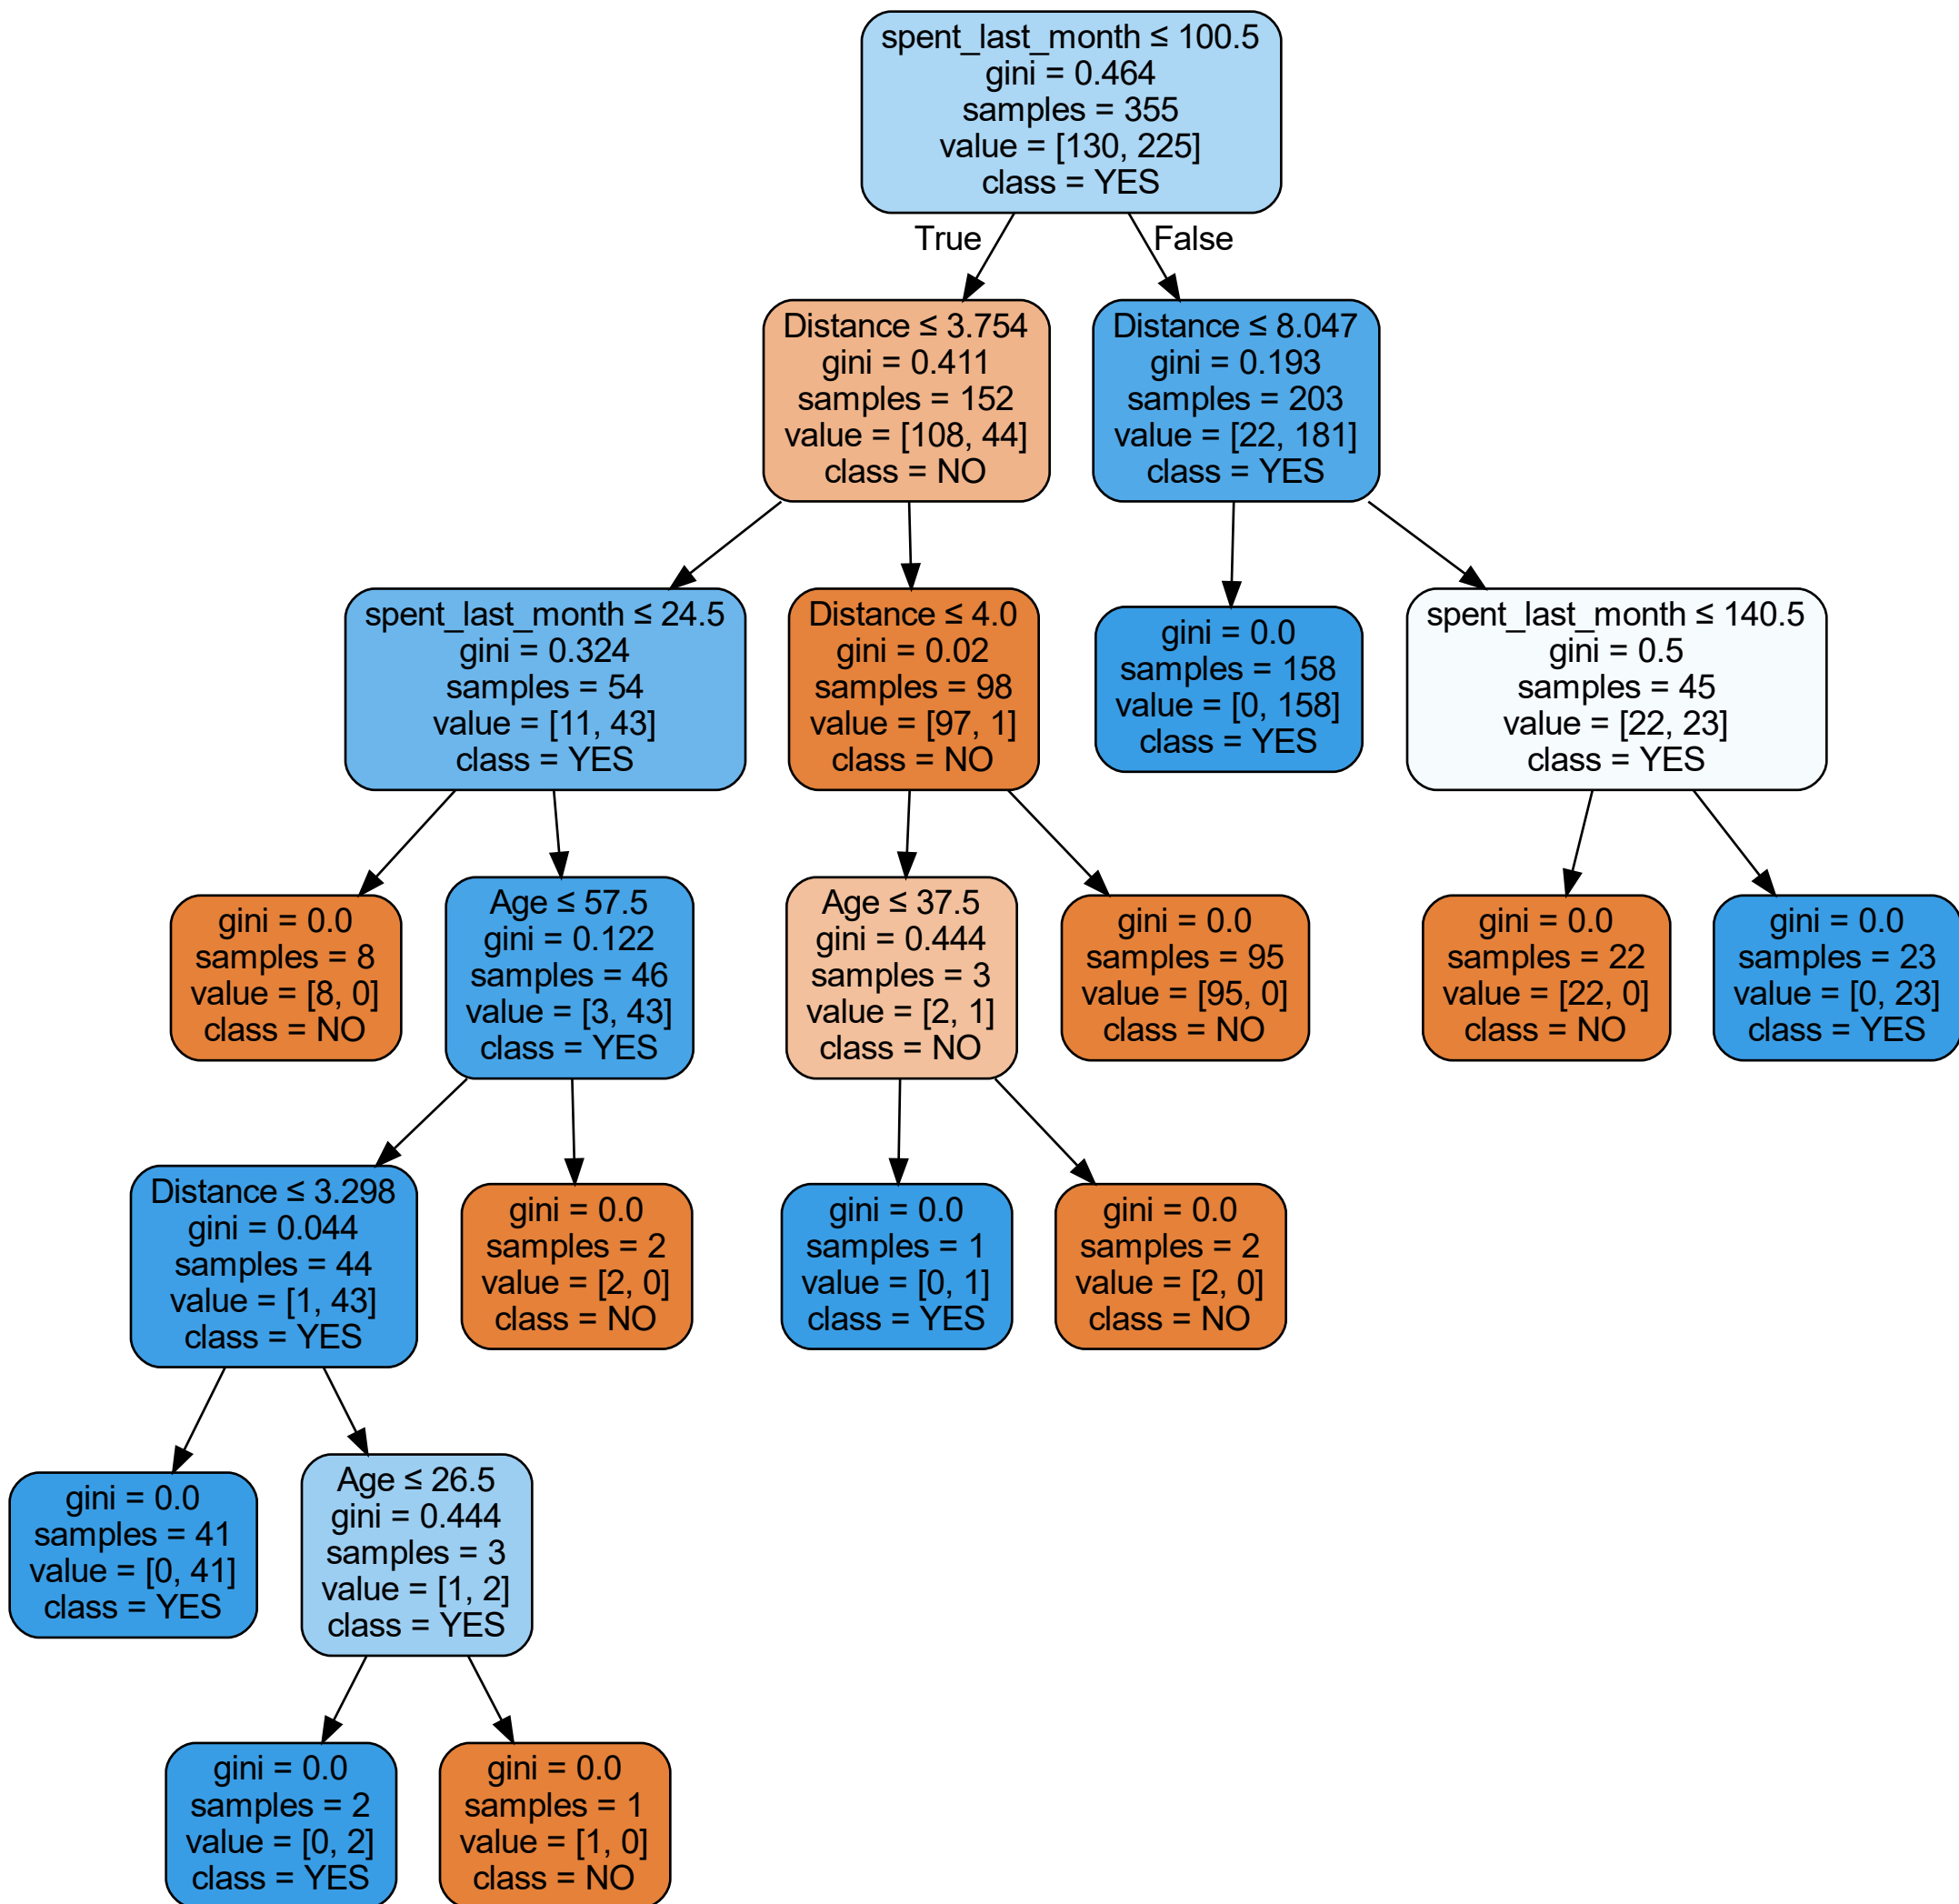 spent_last_month ≤ 100.5
gini = 0.464
samples = 355
value = [130, 225]
class = YES
True
False
Distance ≤ 3.754
gini = 0.411
samples = 152
value = [108, 44]
class = NO
Distance ≤ 8.047
gini = 0.193
samples = 203
value = [22, 181]
class = YES
spent_last_month ≤ 24.5
gini = 0.324
samples = 54
value = [11, 43]
class = YES
Distance ≤ 4.0
gini = 0.02
samples = 98
value = [97, 1]
class = NO
gini = 0.0
samples = 158
value = [0, 158]
class = YES
spent_last_month ≤ 140.5
gini = 0.5
samples = 45
value = [22, 23]
class = YES
gini = 0.0
samples = 8
value = [8, 0]
class = NO
Age ≤ 57.5
gini = 0.122
samples = 46
value = [3, 43]
class = YES
Age ≤ 37.5
gini = 0.444
samples = 3
value = [2, 1]
class = NO
gini = 0.0
samples = 95
value = [95, 0]
class = NO
gini = 0.0
samples = 22
value = [22, 0]
class = NO
gini = 0.0
samples = 23
value = [0, 23]
class = YES
Distance ≤ 3.298
gini = 0.044
samples = 44
value = [1, 43]
class = YES
gini = 0.0
samples = 2
value = [2, 0]
class = NO
gini = 0.0
samples = 1
value = [0, 1]
class = YES
gini = 0.0
samples = 2
value = [2, 0]
class = NO
gini = 0.0
samples = 41
value = [0, 41]
class = YES
Age ≤ 26.5
gini = 0.444
samples = 3
value = [1, 2]
class = YES
gini = 0.0
samples = 2
value = [0, 2]
class = YES
gini = 0.0
samples = 1
value = [1, 0]
class = NO